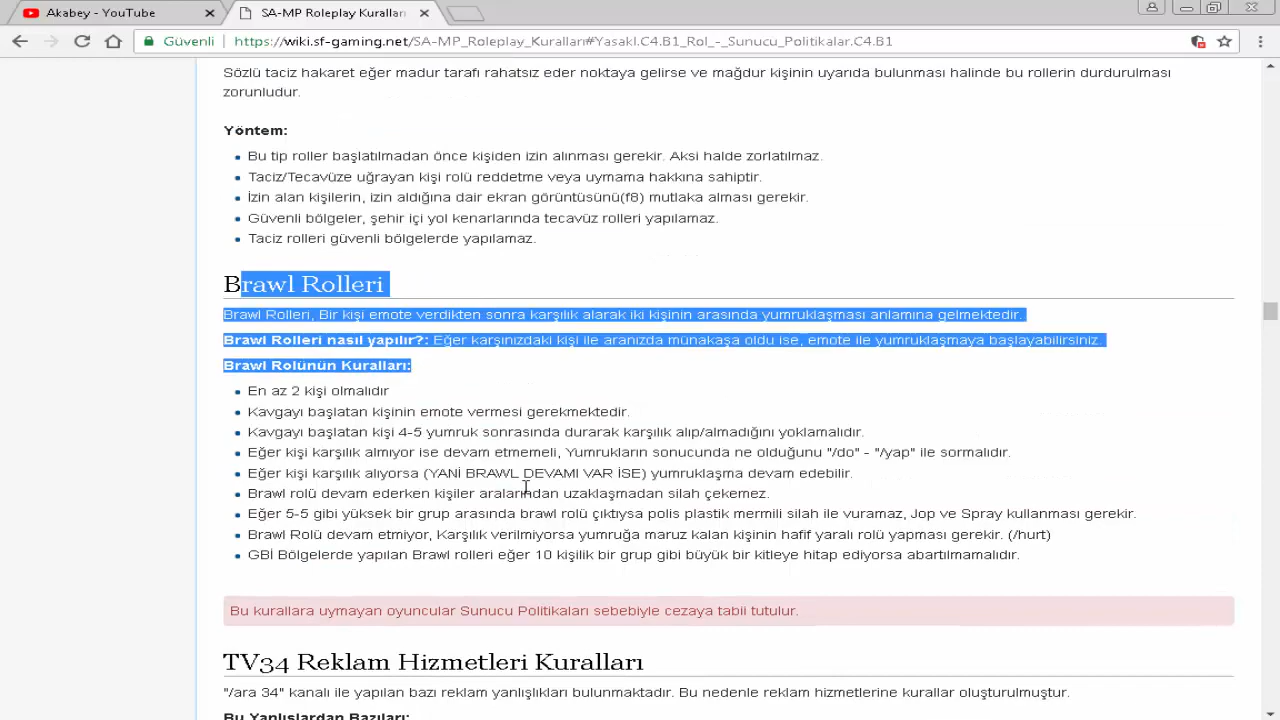 Akabey - YouTube
SA-MP Roleplay Kuralları
Güvenli
https://wiki.sf-gaming.net/SA-MP_Roleplay_Kuralları#Yasakl.C4.B1_Rol_-_Sunucu_Politikalar.C4.B1
Sözlü taciz hakaret eğer madur tarafı rahatsız eder noktaya gelirse ve mağdur kişinin uyarıda bulunması halinde bu rollerin durdurulması
zorunludur.
Yöntem:
Bu tip roller başlatılmadan önce kişiden izin alınması gerekir. Aksi halde zorlatılmaz.
Taciz/Tecavüze uğrayan kişi rolü reddetme veya uymama hakkına sahiptir.
İzin alan kişilerin, izin aldığına dair ekran görüntüsünü(f8) mutlaka alması gerekir.
Güvenli bölgeler, şehir içi yol kenarlarında tecavüz rolleri yapılamaz.
Taciz rolleri güvenli bölgelerde yapılamaz.
Brawl Rolleri
Brawl Rolleri, Bir kişi emote verdikten sonra karşılık alarak iki kişinin arasında yumruklaşması anlamına gelmektedir.
Brawl Rolleri nasıl yapılır?: Eğer karşınızdaki kişi ile aranızda münakaşa oldu ise, emote ile yumruklaşmaya başlayabilirsiniz.
Brawl Rolünün Kuralları:
En az 2 kişi olmalıdır
Kavgayı başlatan kişinin emote vermesi gerekmektedir.
Kavgayı başlatan kişi 4-5 yumruk sonrasında durarak karşılık alıp/almadığını yoklamalıdır.
Eğer kişi karşılık almıyor ise devam etmemeli, Yumrukların sonucunda ne olduğunu "/do" - "/yap" ile sormalıdır.
Eğer kişi karşılık alıyorsa (YANİ BRAWL DEVAMI VAR İSE) yumruklaşma devam edebilir.
Brawl rolü devam ederken kişiler aralarından uzaklaşmadan silah çekemez.
Eğer 5-5 gibi yüksek bir grup arasında brawl rolü çıktıysa polis plastik mermili silah ile vuramaz, Jop ve Spray kullanması gerekir.
Brawl Rolü devam etmiyor, Karşılık verilmiyorsa yumruğa maruz kalan kişinin hafif yaralı rolü yapması gerekir. (/hurt)
GBİ Bölgelerde yapılan Brawl rolleri eğer 10 kişilik bir grup gibi büyük bir kitleye hitap ediyorsa abartılmamalıdır.
Bu kurallara uymayan oyuncular Sunucu Politikaları sebebiyle cezaya tabii tutulur.
TV34 Reklam Hizmetleri Kuralları
"/ara 34" kanalı ile yapılan bazı reklam yanlışlıkları bulunmaktadır. Bu nedenle reklam hizmetlerine kurallar oluşturulmuştur.
Bu Yanlışlardan Bazıları: